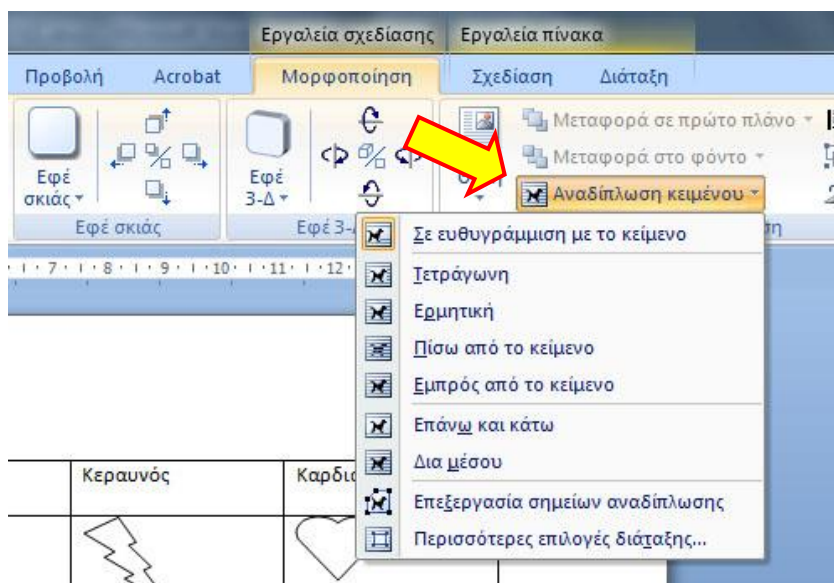 Εργαλεία σχεδίασης Εργαλεία πίνακα
Προβολή Acrobat Μορφοποίηση Σχεδίαση Διάταξη
Μεταφορά σε πρώτο πλάνο
Εφέ σκιάς
Εφέ 3-Δ
Μεταφορά στο φόντο
Αναδίπλωση κειμένου
Εφέ σκιάς
Εφέ 3-
Σε ευθυγράμμιση με το κείμενο
7 8 9 10 11 12
Τετράγωνη
Ερμητική
Πίσω από το κείμενο
Εμπρός από το κείμενο
Επάνω και κάτω
Δια μέσου
Κεραυνός Καρδι
Επεξεργασία σημείων αναδίπλωσης
Περισσότερες επιλογές διάταξης...